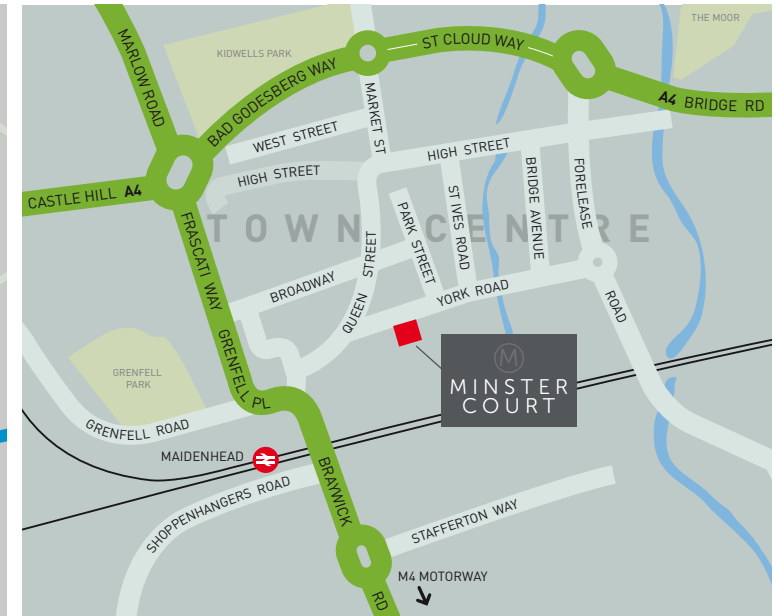 THE MOOR
MARLOW ROAD
KIDWELLS PARK
ST CLOUD WAY
BAD GODESBERG WAY
A4 BRIDGE RD
MARKET ST
WEST STREET
HIGH STREET
HIGH STREET
CASTLE HILL A4
FRASCATI WAY
TOWN CENTRE
PARK STREET
ST IVES ROAD
BRIDGE AVENUE
FORELEASE
ROAD
QUEEN STREET
BROADWAY
YORK ROAD
GRENFELL PL
M
MINSTER
COURT
GRENFELL
PARK
GRENFELL ROAD
MAIDENHEAD
SHOPPENHANGERS ROAD
BRAYWICK
RD
STAFFERTON WAY
M4 MOTORWAY